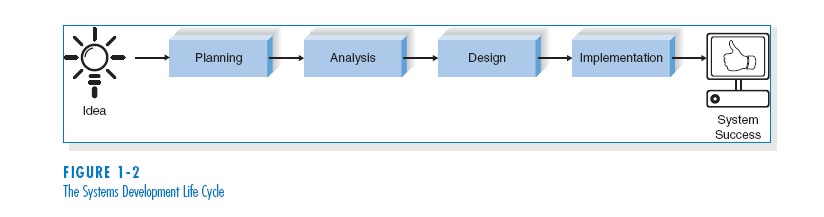 Planning
Analysis
Design
Implementation
Idea
System
Success
FIGURE 1-2
The Systems Development Life Cycle